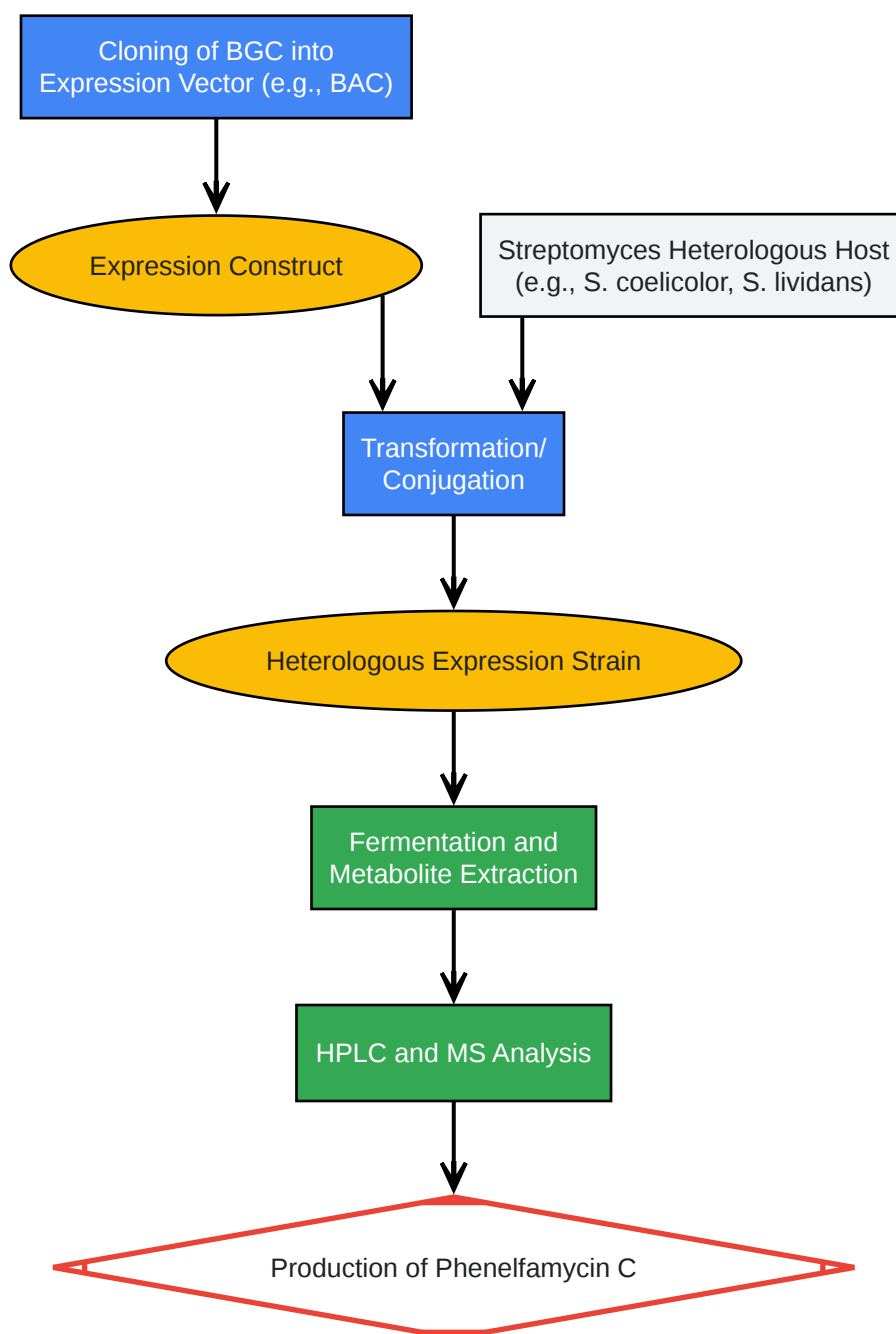 Cloning of BGC into
Expression Vector (e.g., BAC)
Expression Construct
Streptomyces Heterologous Host
(e.g., S. coelicolor, S. lividans)
Transformation/
Conjugation
Heterologous Expression Strain
Fermentation and
Metabolite Extraction
HPLC and MS Analysis
Production of Phenelfamycin C